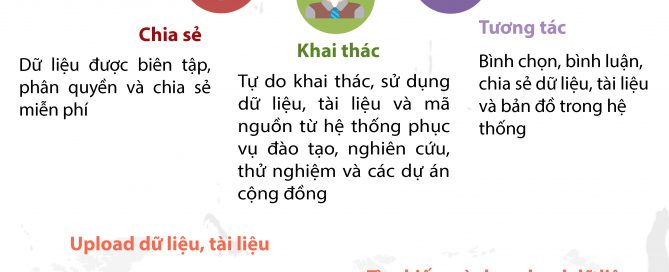 Chia sẻ
Dữ liệu được biên tập,
phân quyền và chia sẻ
miễn phí
Khai thác
Tự do khai thác, sử dụng
dữ liệu, tài liệu và mã
nguồn từ hệ thống phục
vụ đào tạo, nghiên cứu,
thử nghiệm và các dự án
cộng đồng
Tương tác
Bình chọn, bình luận,
chia sẻ dữ liệu, tài liệu
và bản đồ trong hệ
thống
Upload dữ liệu, tài liệu